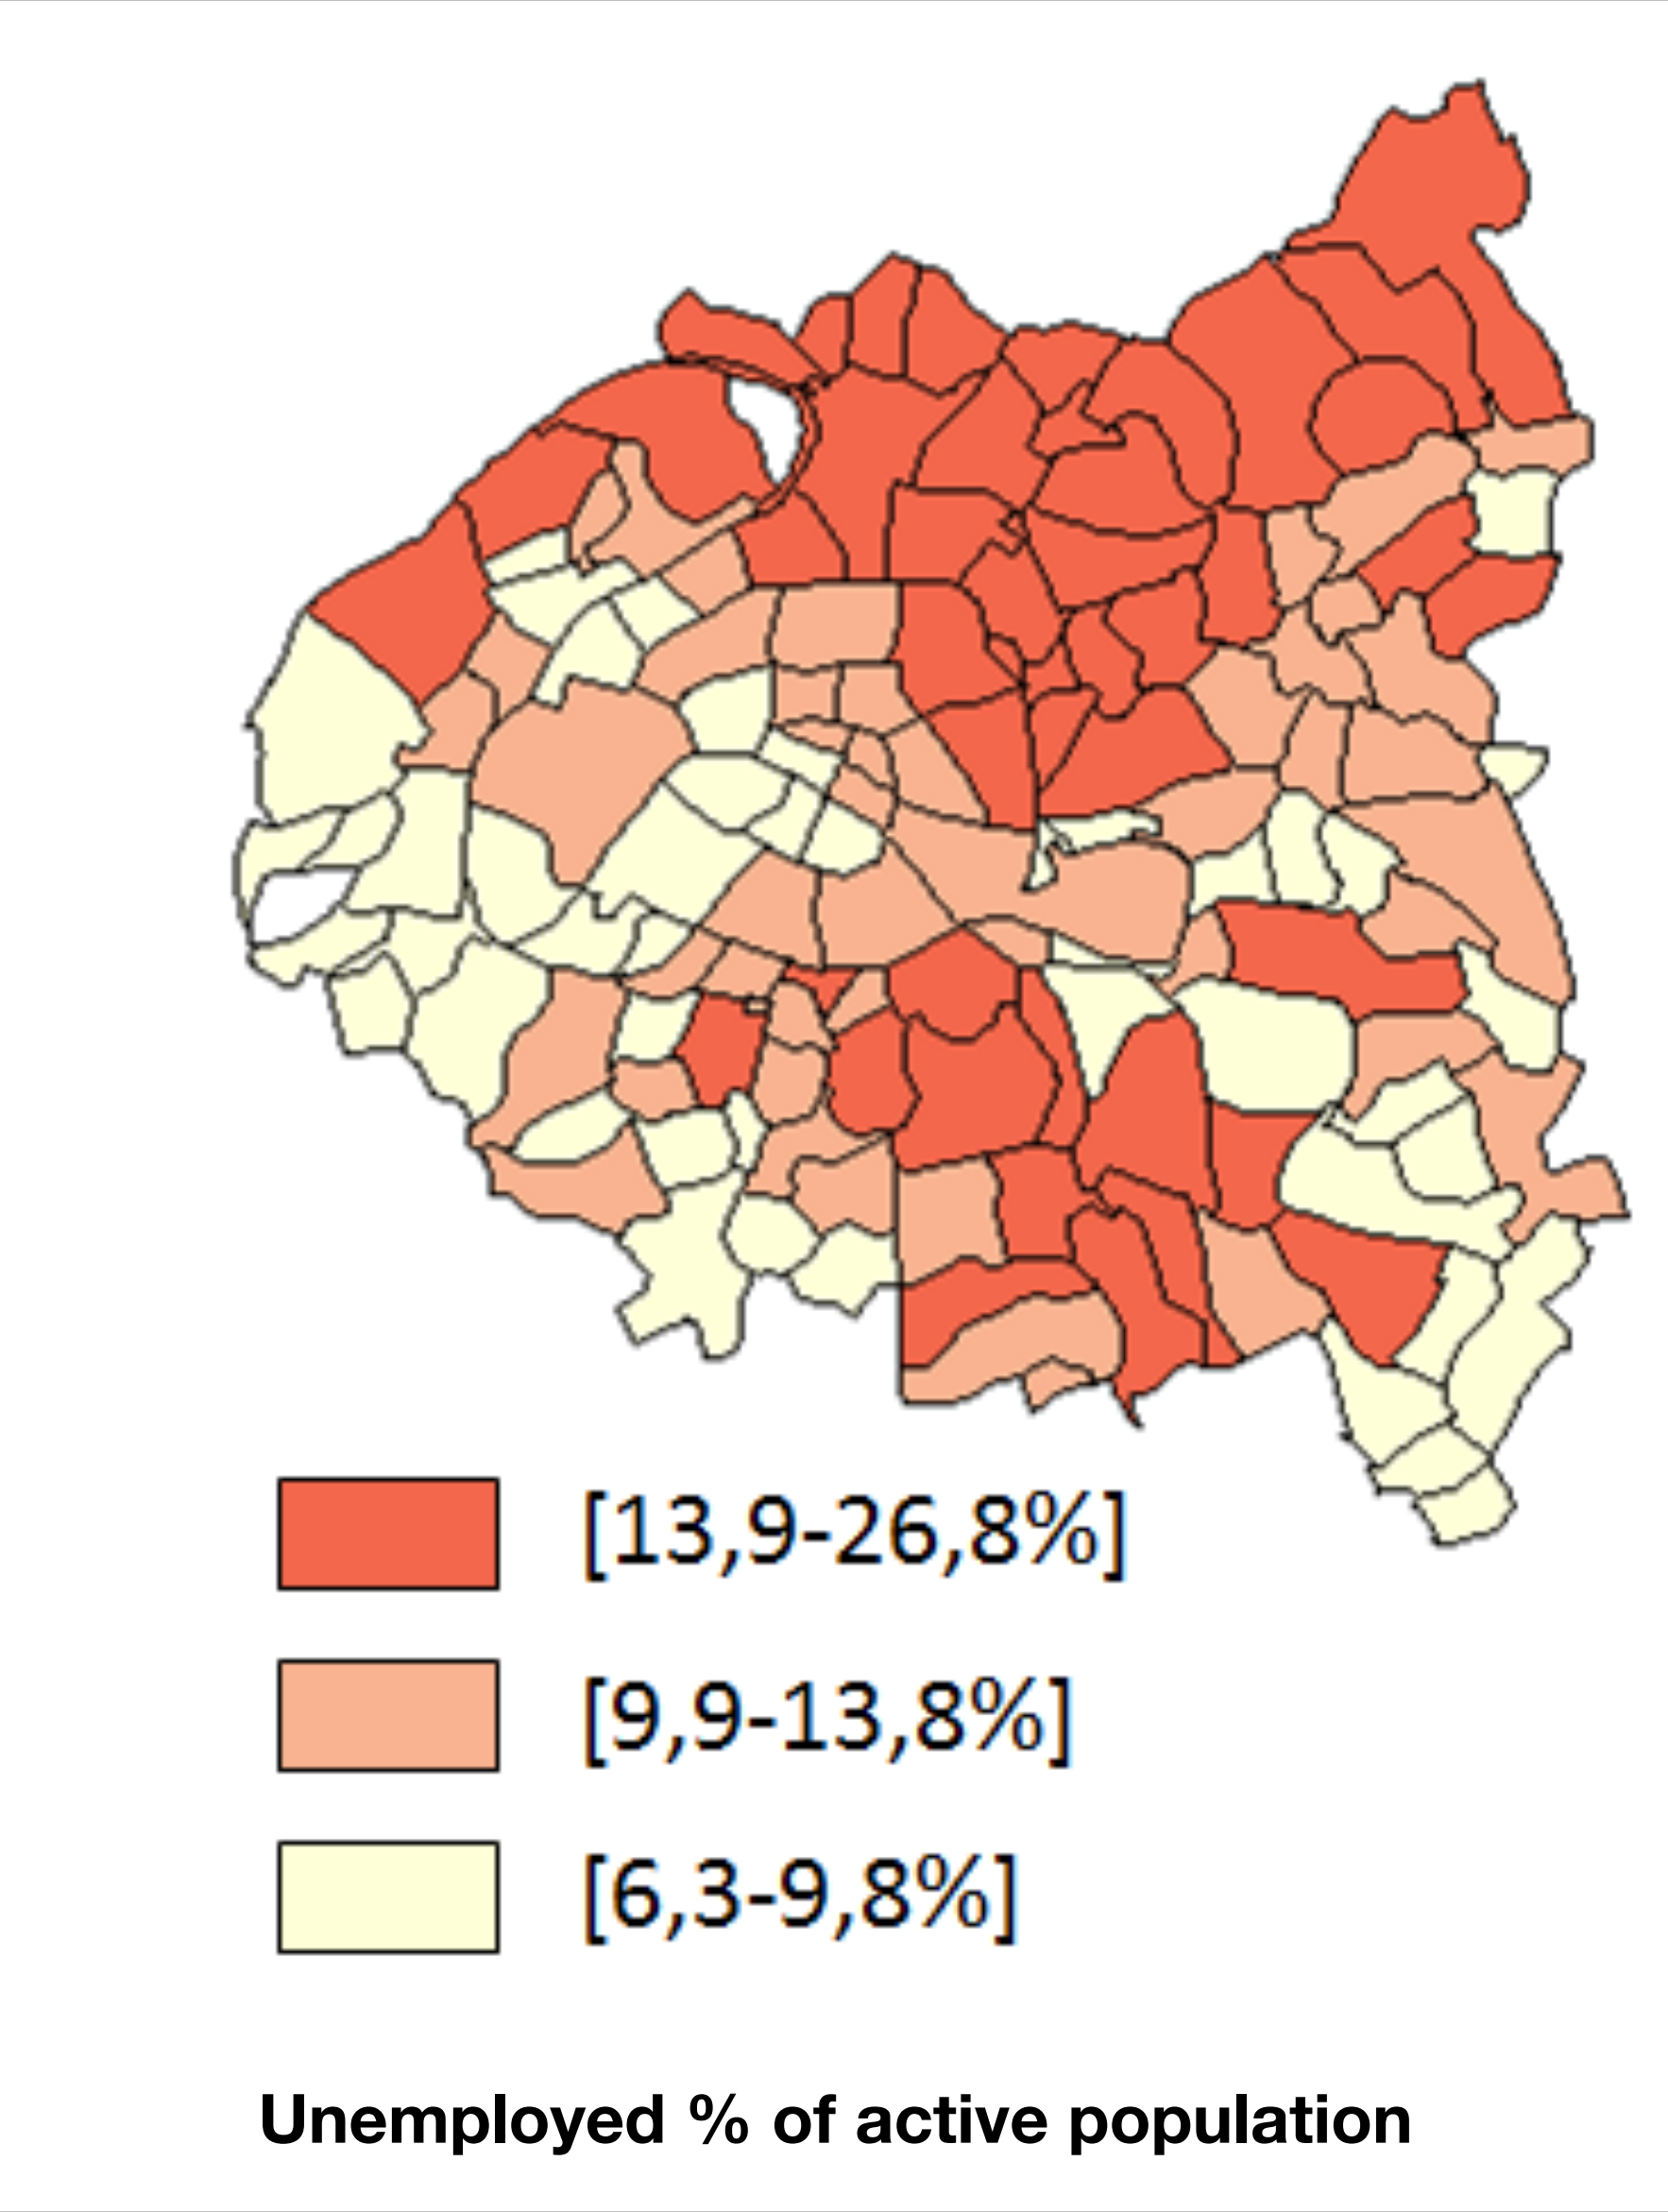 [13,9-26,8%]
[9,9-13,8%]
[6,3-9,8%]
Unemployed % of active population